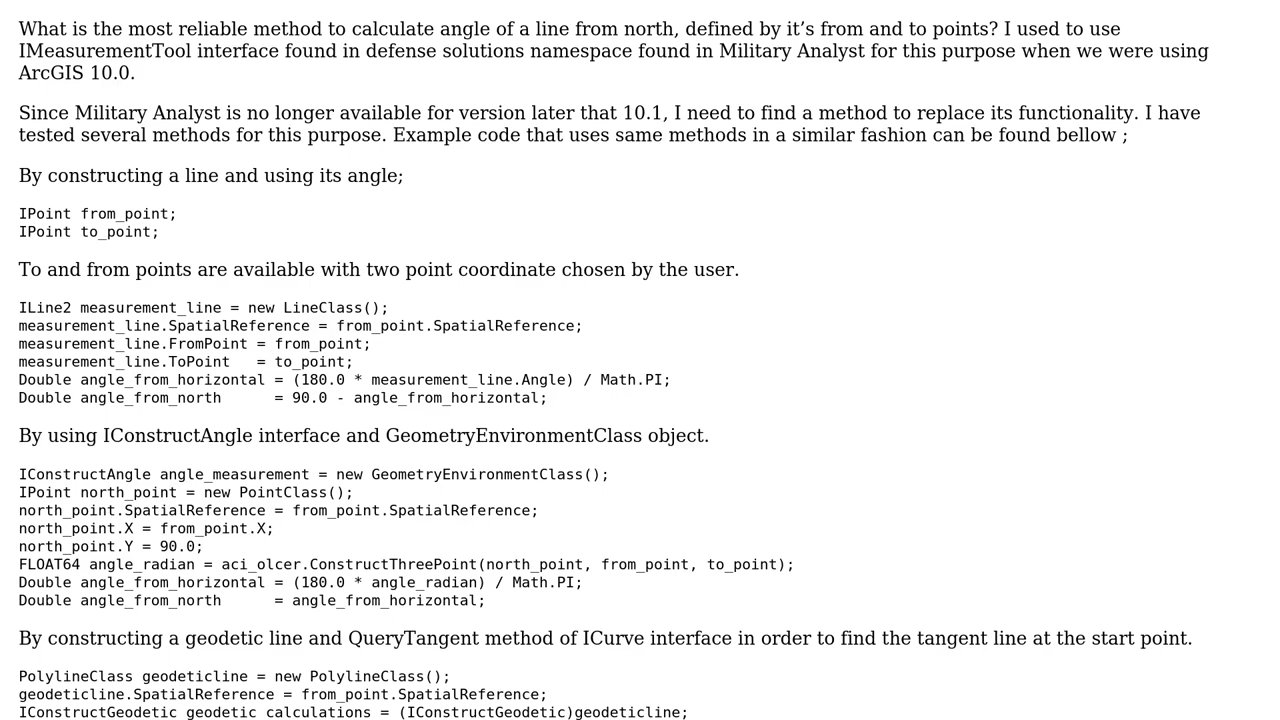 What is the most reliable method to calculate angle of a line from north, defined by it’s from and to points? I used to use
IMeasurementTool interface found in defense solutions namespace found in Military Analyst for this purpose when we were using
ArcGIS 10.0.
Since Military Analyst is no longer available for version later that 10.1, I need to find a method to replace its functionality. I have
tested several methods for this purpose. Example code that uses same methods in a similar fashion can be found bellow ;
By constructing a line and using its angle;
IPoint from_point;
IPoint to_point;
To and from points are available with two point coordinate chosen by the user.
ILine2 measurement_line = new LineClass();
measurement_line.SpatialReference = from_point.SpatialReference;
measurement_line.FromPoint = from_point;
measurement_line.ToPoint   = to_point;
Double angle_from_horizontal = (180.0 * measurement_line.Angle) / Math.PI;
Double angle_from_north      = 90.0 - angle_from_horizontal;
By using IConstructAngle interface and GeometryEnvironmentClass object.
IConstructAngle angle_measurement = new GeometryEnvironmentClass();
IPoint north_point = new PointClass();
north_point.SpatialReference = from_point.SpatialReference;
north_point.X = from_point.X;
north_point.Y = 90.0;
FLOAT64 angle_radian = aci_olcer.ConstructThreePoint(north_point, from_point, to_point);
Double angle_from_horizontal = (180.0 * angle_radian) / Math.PI;
Double angle_from_north      = angle_from_horizontal;
By constructing a geodetic line and QueryTangent method of ICurve interface in order to find the tangent line at the start point.
PolylineClass geodeticline = new PolylineClass();
geodeticline.SpatialReference = from_point.SpatialReference;
IConstructGeodetic geodetic_calculations = (IConstructGeodetic)geodeticline;